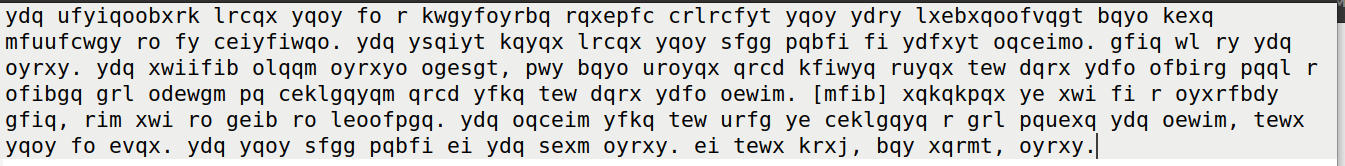 ydq ufyiqoobxrk lrcqx yqoy fo r kwgyfoyrbq rqxepfc crlrcfyt yqoy ydry lxebxqoofvqgt bqyo kexq
mfuufcwgy ro fy ceiyfiwqo. ydq ysqiyt kqyqx lrcqx yqoy sfgg pqbfi fi ydfxyt oqceimo. gfiq wl ry ydq
oyrxy. ydq xwiifib olqqm oyrxyo ogesgt, pwy bqyo uroyqx qrcd kfiwyq ruyqx tew dqrx ydfo ofbirg pqql r
ofibgq grl odewgm pq ceklgqyqm qrcd yfkq tew dqrx ydfo oewim. [mfib] xqkqkpqx ye xwi fi r oyxrfbdy
gfiq, rim xwi ro geib ro leoofpgq. ydq oqceim yfkq tew urfg ye ceklgqyq r grl pquexq ydq oewim, tewx
yqoy fo evqx. ydq yqoy sfgg pqbfi ei ydq sexm oyrxy. ei tewx krxj, bqy xqrmt, oyrxy.